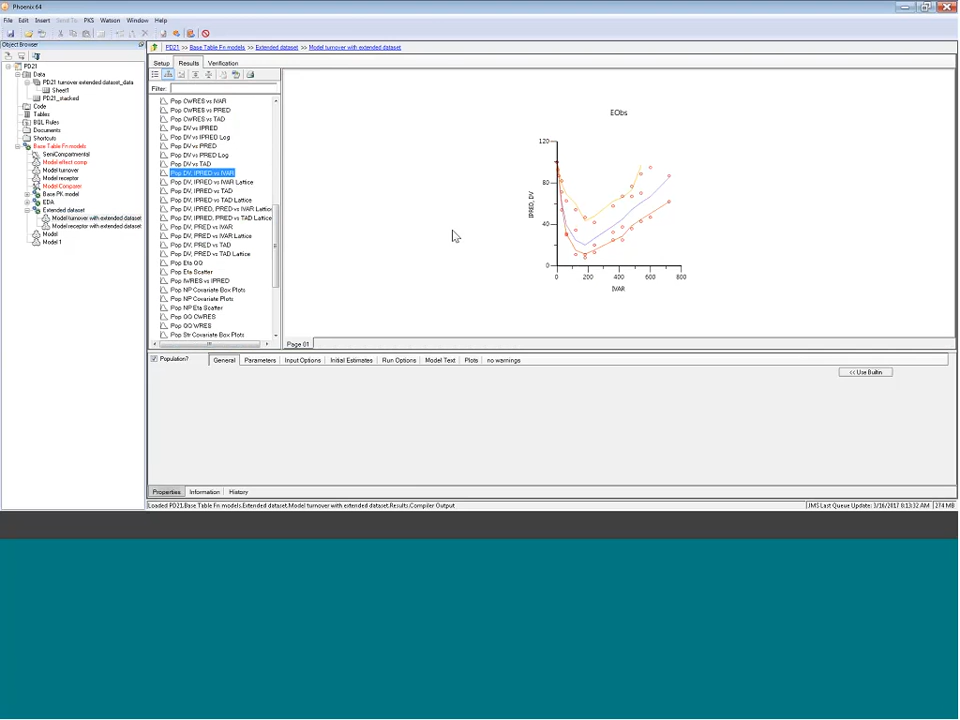 Phoenix 64
File Edit Insert Send To PKS Watson Window Help
Object Browser
PD21 >> Base Table Fn models >> Extended dataset >> Model turnover with extended dataset
PD21
Data
PD21 turnover extended dataset_data
Sheet1
PD21_stacked
Code
Tables
BQL Rules
Documents
Shortcuts
Base Table Fn models
SemiCompartmental
Model effect comp
Model turnover
Model receptor
Model Comparer
Base PK model
EDA
Extended dataset
Model turnover with extended dataset
Model receptor with extended dataset
Model
Model 1
Setup Results Verification
Filter:
Pop CWRES vs IVAR
Pop CWRES vs PRED
Pop CWRES vs TAD
Pop DV vs IPRED
Pop DV vs IPRED Log
Pop DV vs PRED
Pop DV vs PRED Log
Pop DV vs TAD
Pop DV, IPRED vs IVAR
Pop DV, IPRED vs IVAR Lattice
Pop DV, IPRED vs TAD
Pop DV, IPRED vs TAD Lattice
Pop DV, IPRED, PRED vs IVAR Lattice
Pop DV, IPRED, PRED vs TAD Lattice
Pop DV, PRED vs IVAR
Pop DV, PRED vs IVAR Lattice
Pop DV, PRED vs TAD
Pop DV, PRED vs TAD Lattice
Pop Eta QQ
Pop Eta Scatter
Pop IWRES vs IPRED
Pop NP Covariate Box Plots
Pop NP Covariate Plots
Pop NP Eta Scatter
Pop QQ CWRES
Pop QQ WRES
Pop Str Covariate Box Plots
EObs
120
80
40
0
IPRED, DV
0 200 400 600 800
IVAR
Page 01
Population?
General Parameters Input Options Initial Estimates Run Options Model Text Plots no warnings
<< Use Builtin
Properties Information History
Loaded PD21.Base Table Fn models.Extended dataset.Model turnover with extended dataset.Results.Compiler Output
JMS Last Queue Update: 3/16/2017 8:13:32 AM 274 MB